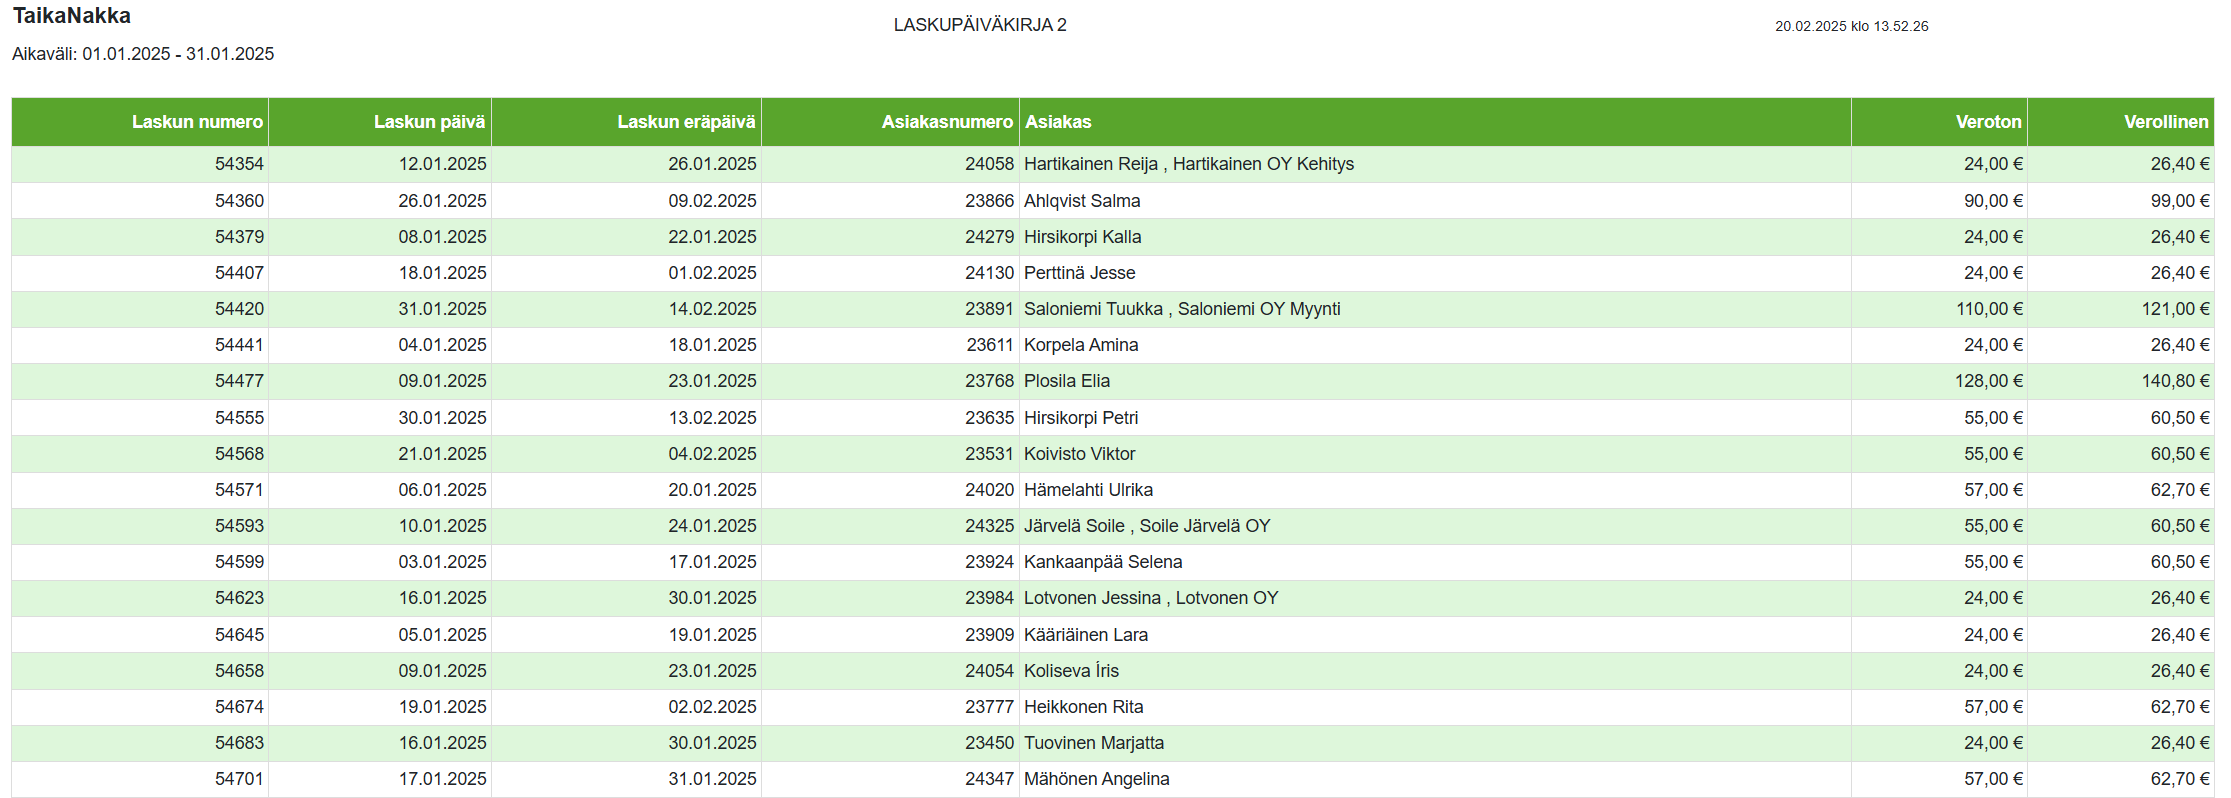 TaikaNakka
LASKUPÄIVÄKIRJA 2
20.02.2025 klo 13.52.26
Aikaväli: 01.01.2025 - 31.01.2025
Laskun numero Laskun päivä Laskun eräpäivä Asiakasnumero Asiakas Veroton Verollinen
54354 12.01.2025 26.01.2025 24058 Hartikainen Reija , Hartikainen OY Kehitys 24,00 € 26,40 €
54360 26.01.2025 09.02.2025 23866 Ahlqvist Salma 90,00 € 99,00 €
54379 08.01.2025 22.01.2025 24279 Hirsikorpi Kalla 24,00 € 26,40 €
54407 18.01.2025 01.02.2025 24130 Perttinä Jesse 24,00 € 26,40 €
54420 31.01.2025 14.02.2025 23891 Saloniemi Tuukka , Saloniemi OY Myynti 110,00 € 121,00 €
54441 04.01.2025 18.01.2025 23611 Korpela Amina 24,00 € 26,40 €
54477 09.01.2025 23.01.2025 23768 Plosila Elia 128,00 € 140,80 €
54555 30.01.2025 13.02.2025 23635 Hirsikorpi Petri 55,00 € 60,50 €
54568 21.01.2025 04.02.2025 23531 Koivisto Viktor 55,00 € 60,50 €
54571 06.01.2025 20.01.2025 24020 Hämelahti Ulrika 57,00 € 62,70 €
54593 10.01.2025 24.01.2025 24325 Järvelä Soile , Soile Järvelä OY 55,00 € 60,50 €
54599 03.01.2025 17.01.2025 23924 Kankaanpää Selena 55,00 € 60,50 €
54623 16.01.2025 30.01.2025 23984 Lotvonen Jessina , Lotvonen OY 24,00 € 26,40 €
54645 05.01.2025 19.01.2025 23909 Kääriäinen Lara 24,00 € 26,40 €
54658 09.01.2025 23.01.2025 24054 Koliseva Íris 24,00 € 26,40 €
54674 19.01.2025 02.02.2025 23777 Heikkonen Rita 57,00 € 62,70 €
54683 16.01.2025 30.01.2025 23450 Tuovinen Marjatta 24,00 € 26,40 €
54701 17.01.2025 31.01.2025 24347 Mähönen Angelina 57,00 € 62,70 €